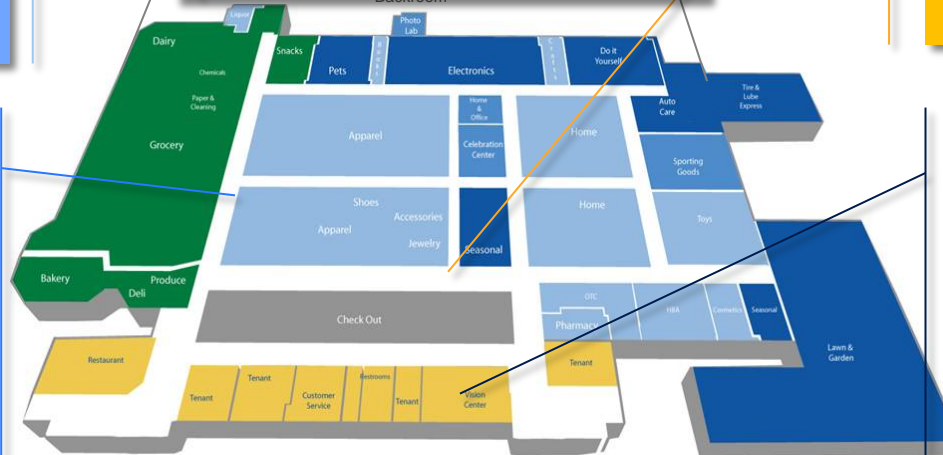 Backroom
Liquor
Photo
Lab
Dairy
Snacks
Pets
Books
Electronics
Crafts
Do it
Yourself
Chemicals
Paper &
Cleaning
Grocery
Apparel
Home
&
Office
Celebration
Center
Home
Auto
Care
Tire &
Lube
Express
Sporting
Goods
Shoes
Apparel
Accessories
Jewelry
Seasonal
Home
Toys
Bakery
Produce
Deli
Check Out
OTC
Pharmacy
HBA
Cosmetics
Seasonal
Lawn &
Garden
Restaurant
Tenant
Tenant
Customer
Service
Restrooms
Tenant
Vision
Center
Tenant